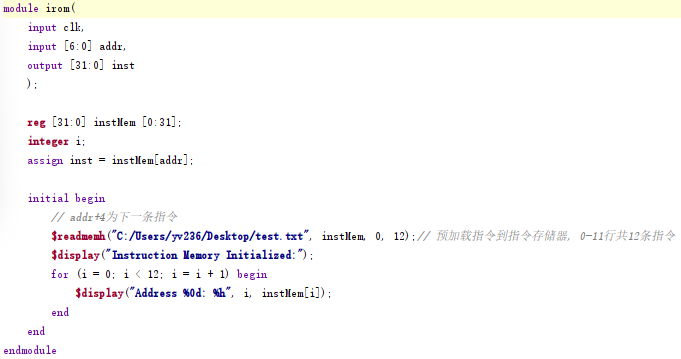 module irom(
    input clk,
    input [6:0] addr,
    output [31:0] inst
    );

    reg [31:0] instMem [0:31];
    integer i;
    assign inst = instMem[addr];

    initial begin
        // addr+4为下一条指令
        $readmemh("C:/Users/yv236/Desktop/test.txt", instMem, 0, 12);// 预加载指令到指令存储器, 0-11行共12条指令
        $display("Instruction Memory Initialized:");
        for (i = 0; i < 12; i = i + 1) begin
            $display("Address %0d: %h", i, instMem[i]);
        end
    end
endmodule